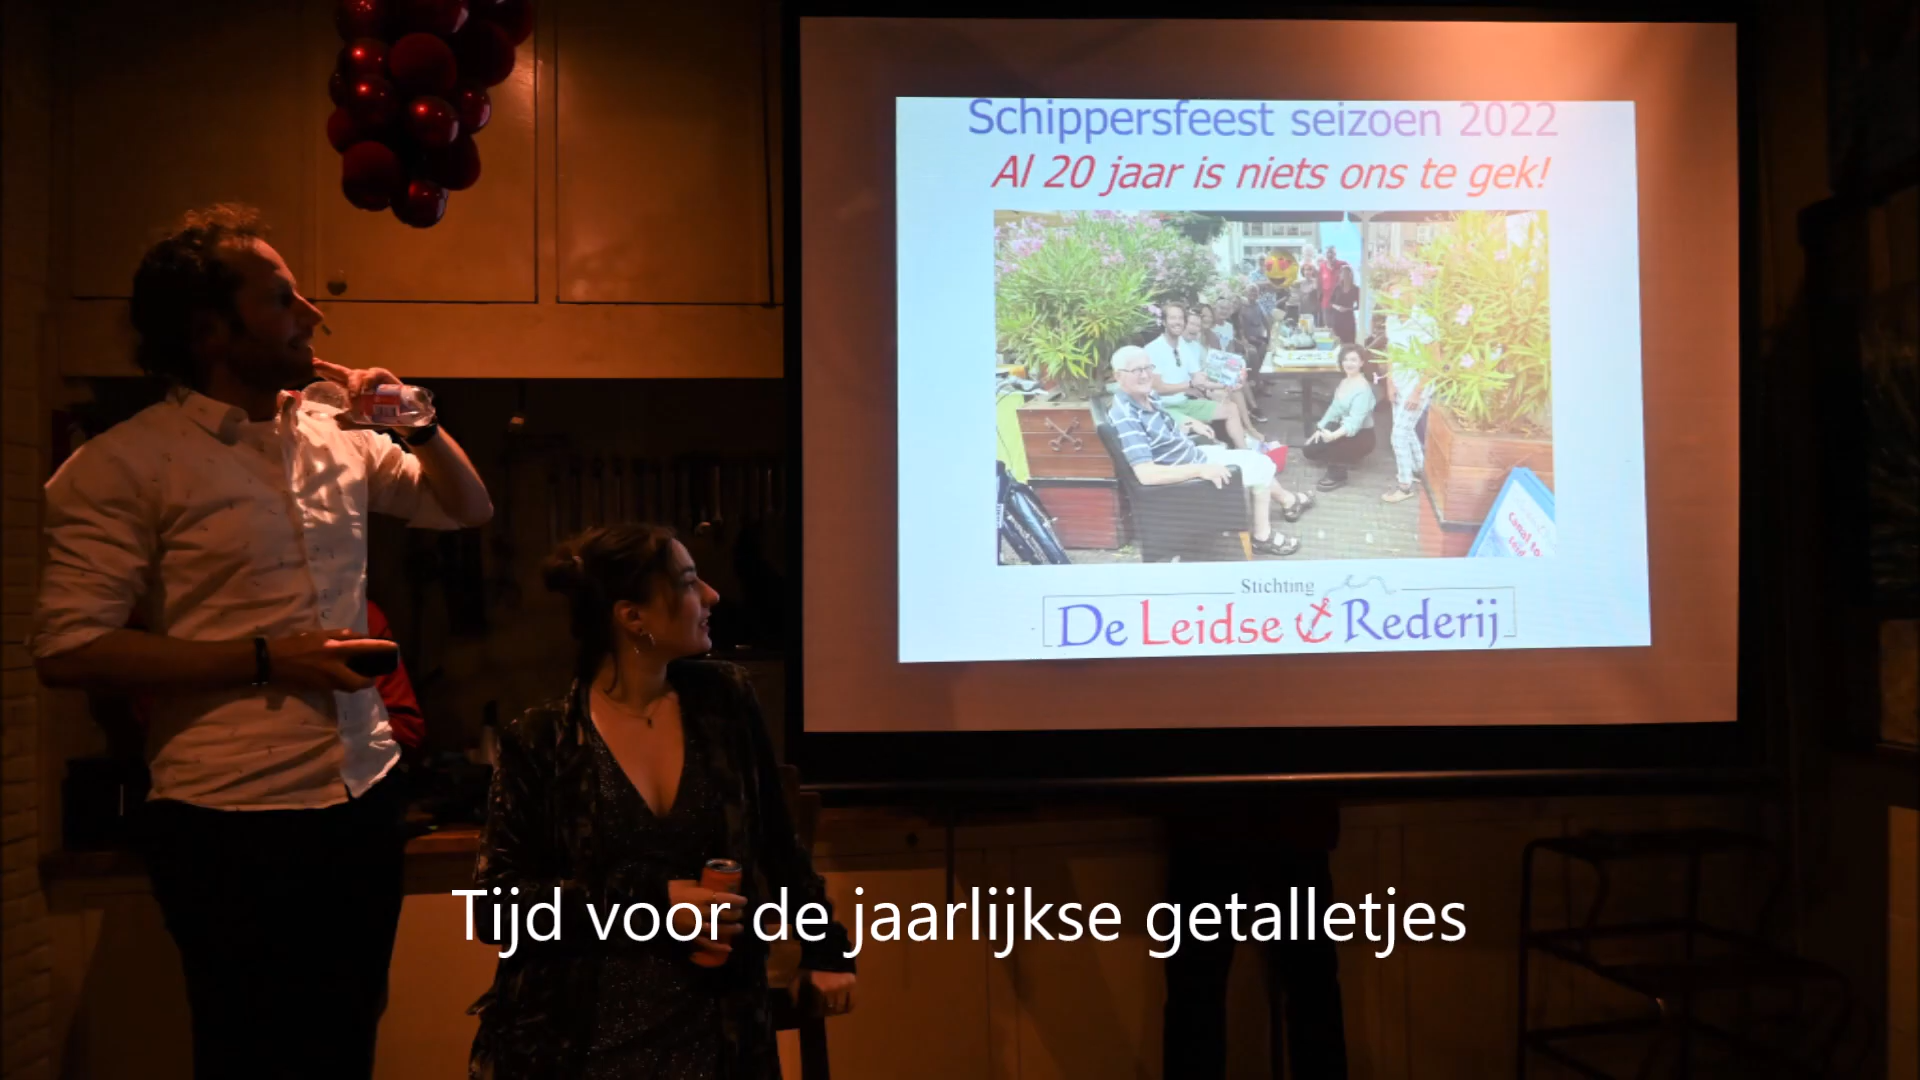 Schippersfeest seizoen 2022
Al 20 jaar is niets ons te gek!
Stichting
De Leidse Rederij
Tijd voor de jaarlijkse getalletjes